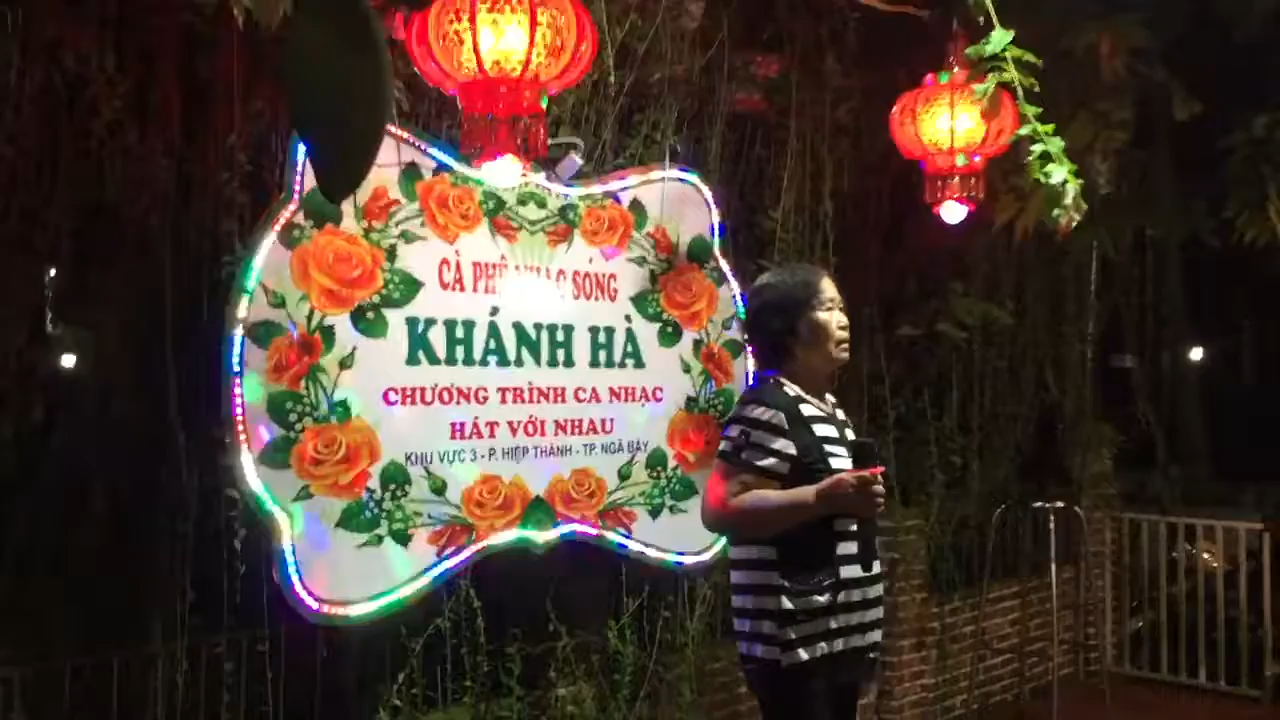 CÀ PHÊ NHẠC SÓNG
KHÁNH HÀ
CHƯƠNG TRÌNH CA NHẠC
HÁT VỚI NHAU
KHU VỰC 3 - P. HIỆP THÀNH - TP. NGÃ BẢY